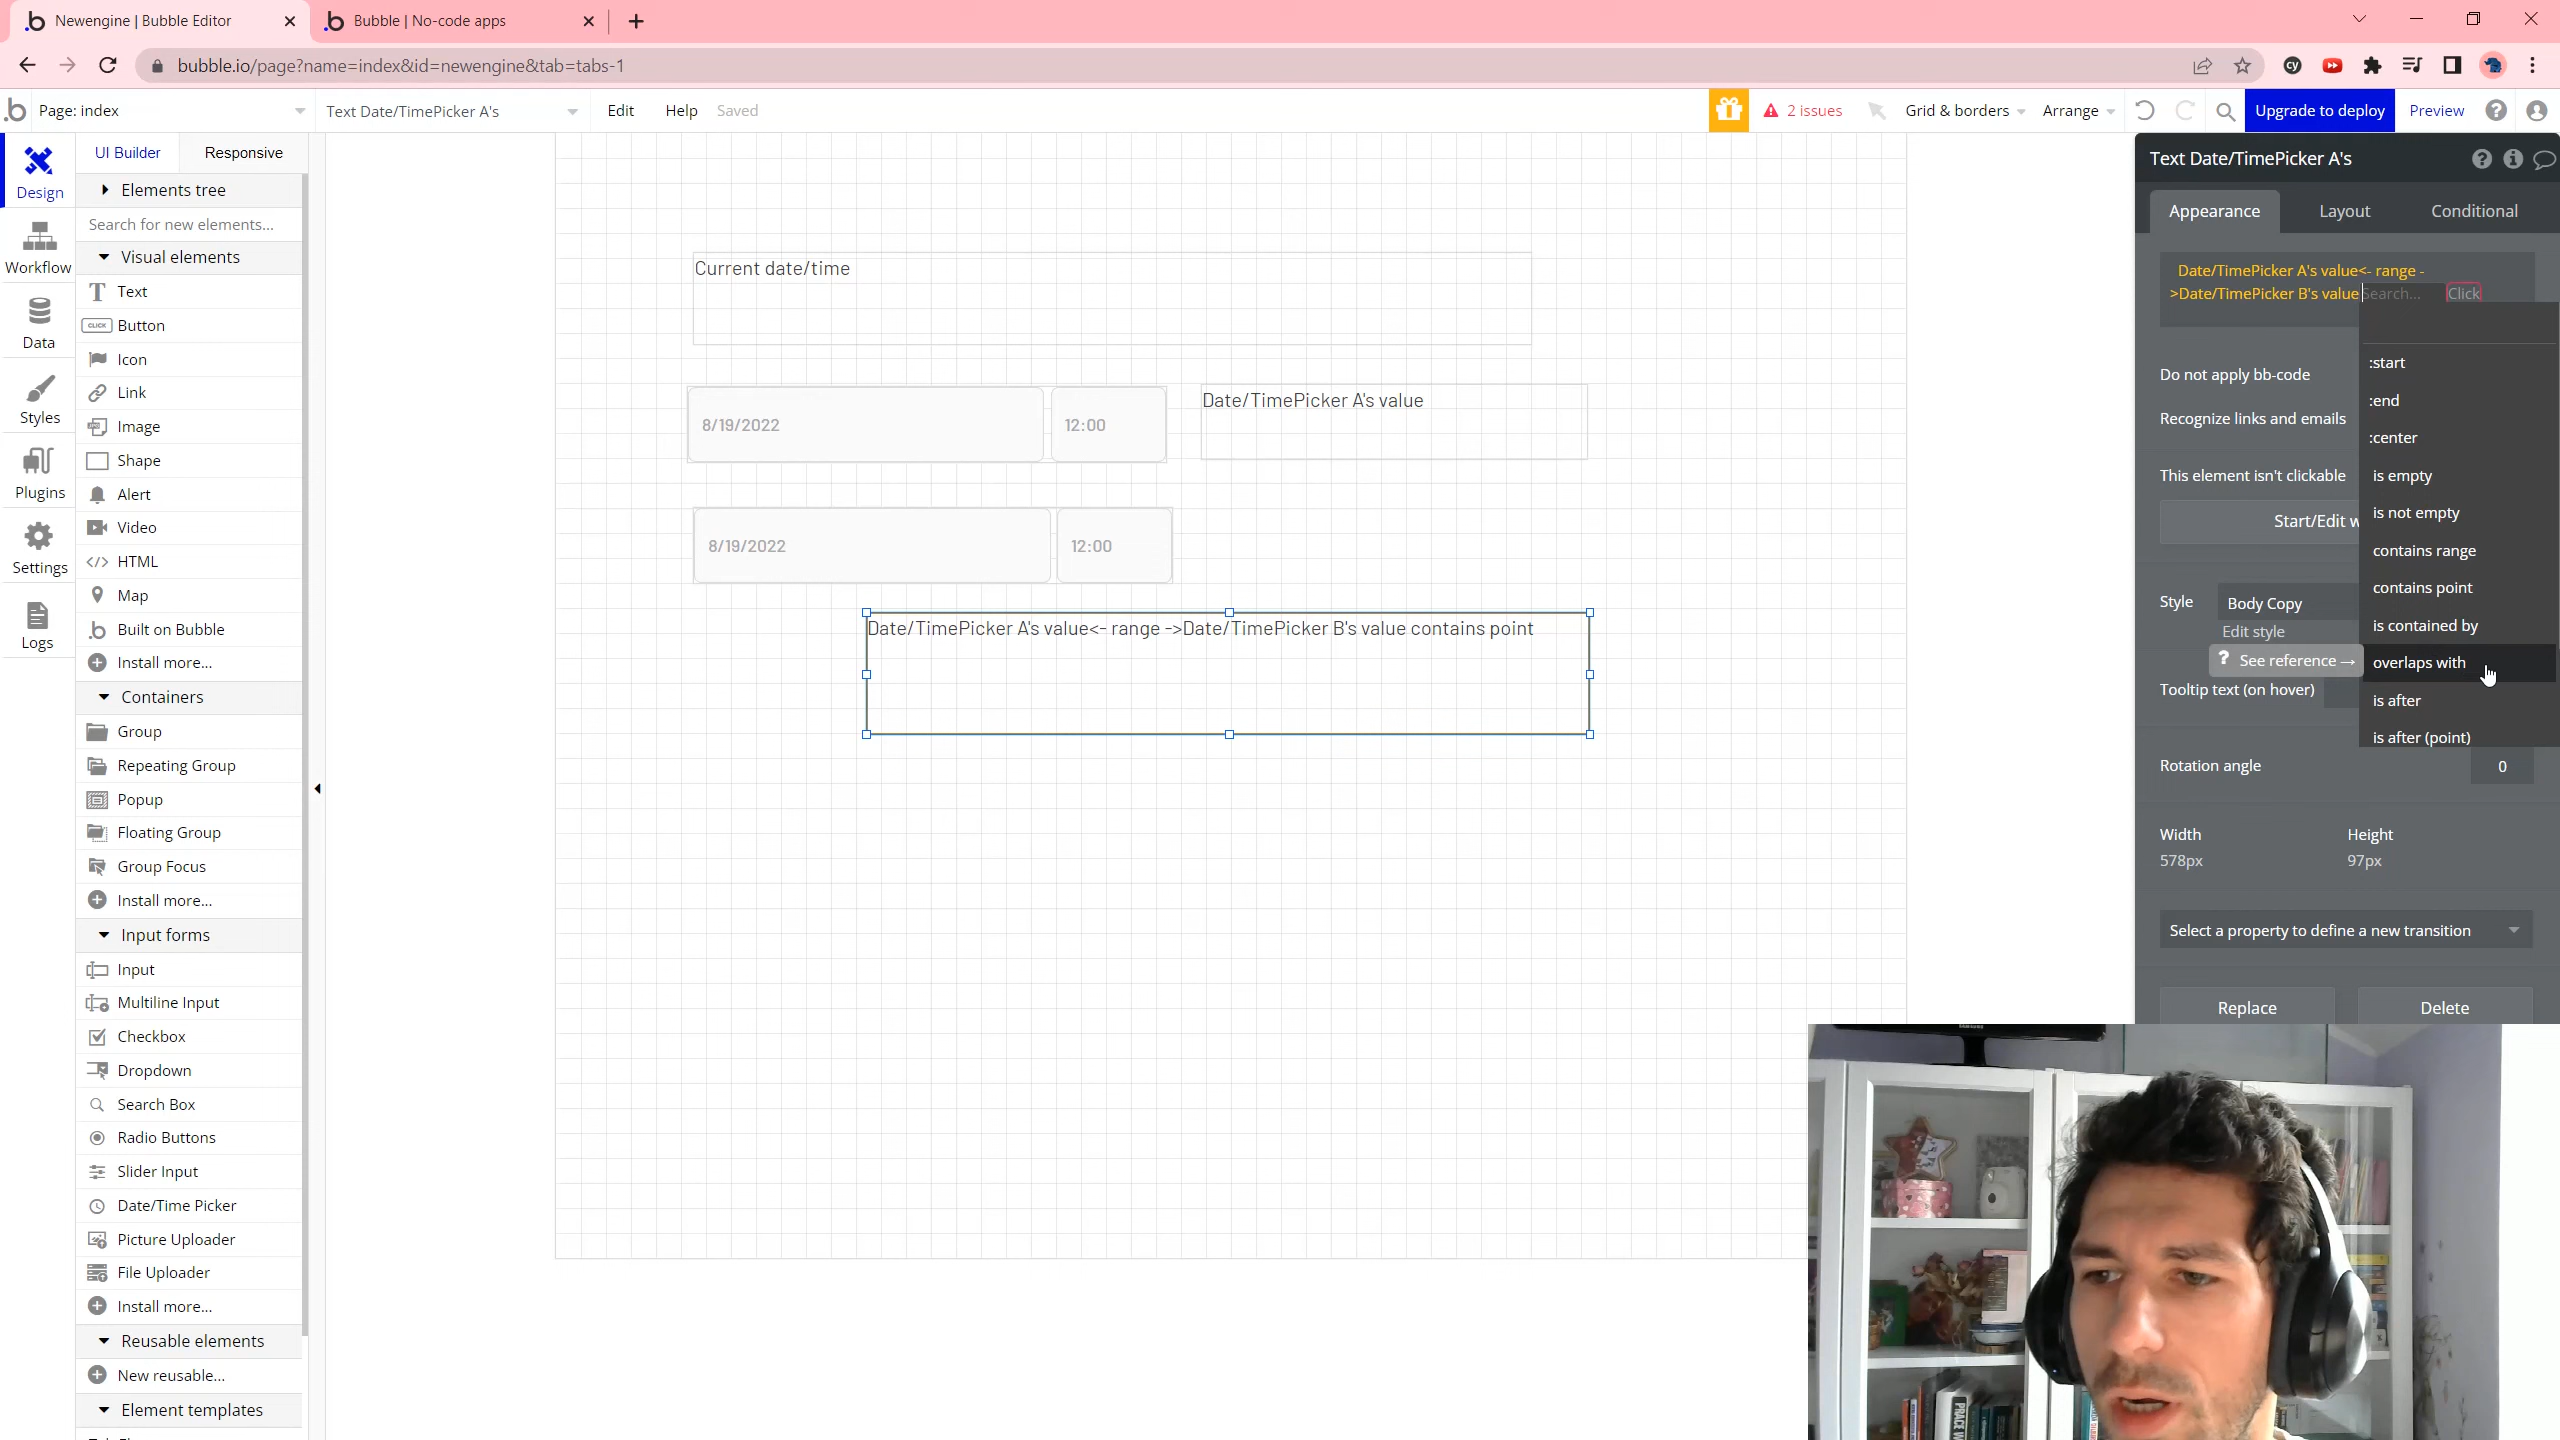 Newengine | Bubble Editor
Bubble | No-code apps
bubble.io/page?name=index&id=newengine&tab=tabs-1
Page: index
Text Date/TimePicker A's
Edit
Help
Saved
2 issues
Grid & borders
Arrange
Upgrade to deploy
Preview
Design
Workflow
Data
Styles
Plugins
Settings
Logs
UI Builder
Responsive
Elements tree
Search for new elements...
Visual elements
Text
CLICK
Button
Icon
Link
Image
Shape
Alert
Video
HTML
Map
Built on Bubble
Install more...
Containers
Group
Repeating Group
Popup
Floating Group
Group Focus
Install more...
Input forms
Input
Multiline Input
Checkbox
Dropdown
Search Box
Radio Buttons
Slider Input
Date/Time Picker
Picture Uploader
File Uploader
Install more...
Reusable elements
New reusable...
Element templates
Current date/time
8/19/2022
12:00
Date/TimePicker A's value
8/19/2022
12:00
Date/TimePicker A's value<- range ->Date/TimePicker B's value contains point
Text Date/TimePicker A's
Appearance
Layout
Conditional
Date/TimePicker A's value<- range -
>Date/TimePicker B's value Search... Click
Do not apply bb-code
Recognize links and emails
This element isn't clickable
Start/Edit w
Style
Body Copy
Edit style
? See reference →
Tooltip text (on hover)
:start
:end
:center
is empty
is not empty
contains range
contains point
is contained by
overlaps with
is after
is after (point)
Rotation angle
0
Width
Height
578px
97px
Select a property to define a new transition
Replace
Delete
SAMSUNG